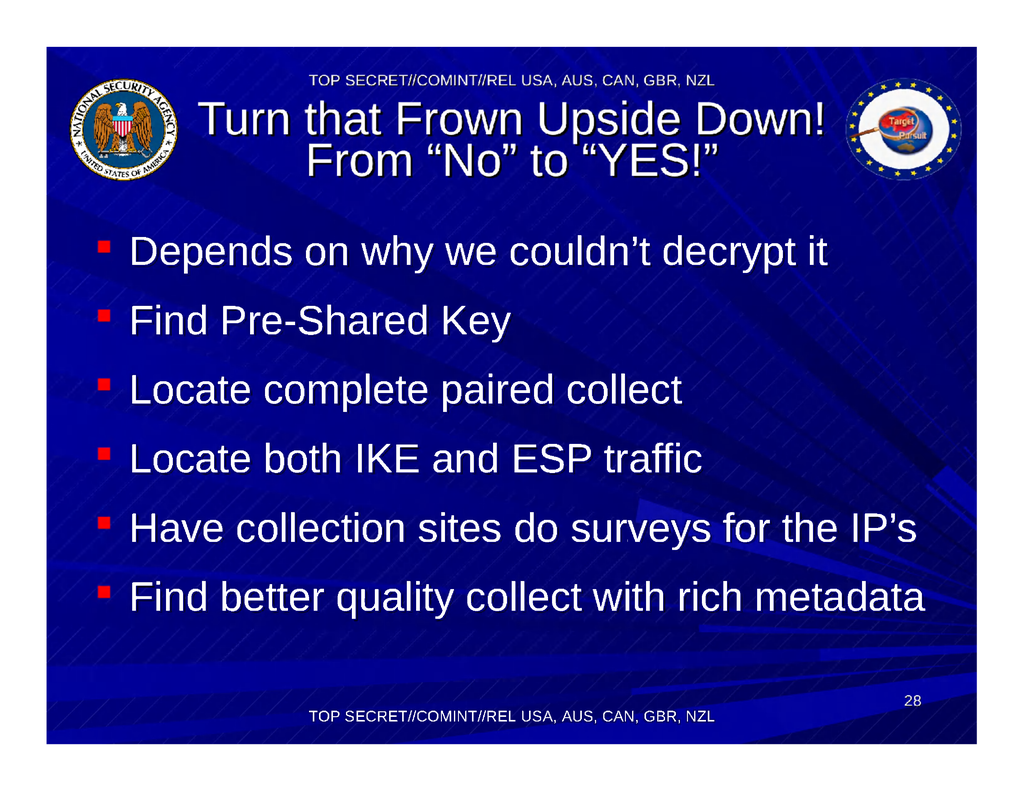 TOP SECRET//COMINT//REL USA, AUS, CAN, GBR, NZL
NATIONAL SECURITY AGENCY
UNITED STATES OF AMERICA
Turn that Frown Upside Down!
From “No” to “YES!”
Target
Pursuit
Depends on why we couldn’t decrypt it
Find Pre-Shared Key
Locate complete paired collect
Locate both IKE and ESP traffic
Have collection sites do surveys for the IP’s
Find better quality collect with rich metadata
28
TOP SECRET//COMINT//REL USA, AUS, CAN, GBR, NZL